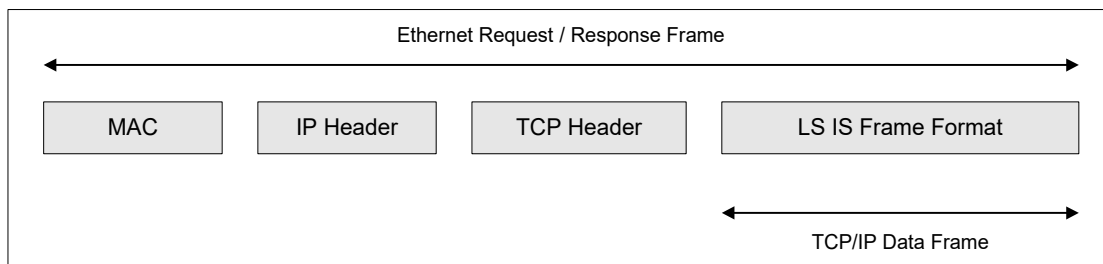 Ethernet Request / Response Frame
MAC
IP Header
TCP Header
LS IS Frame Format
TCP/IP Data Frame